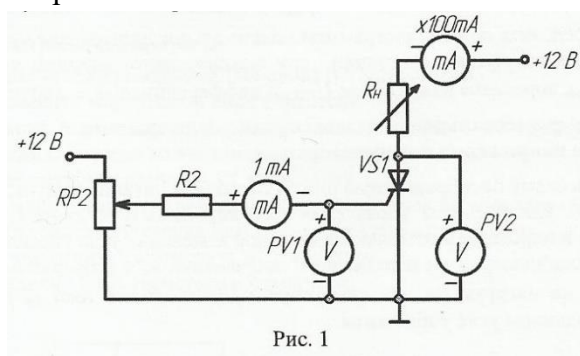 x100mA
- +
mA
+12 В
Rн
+12 В
VS1
1 mA
R2
+
RP2
mA
+
+
PV2
PV1
V
V
-
-
Рис. 1